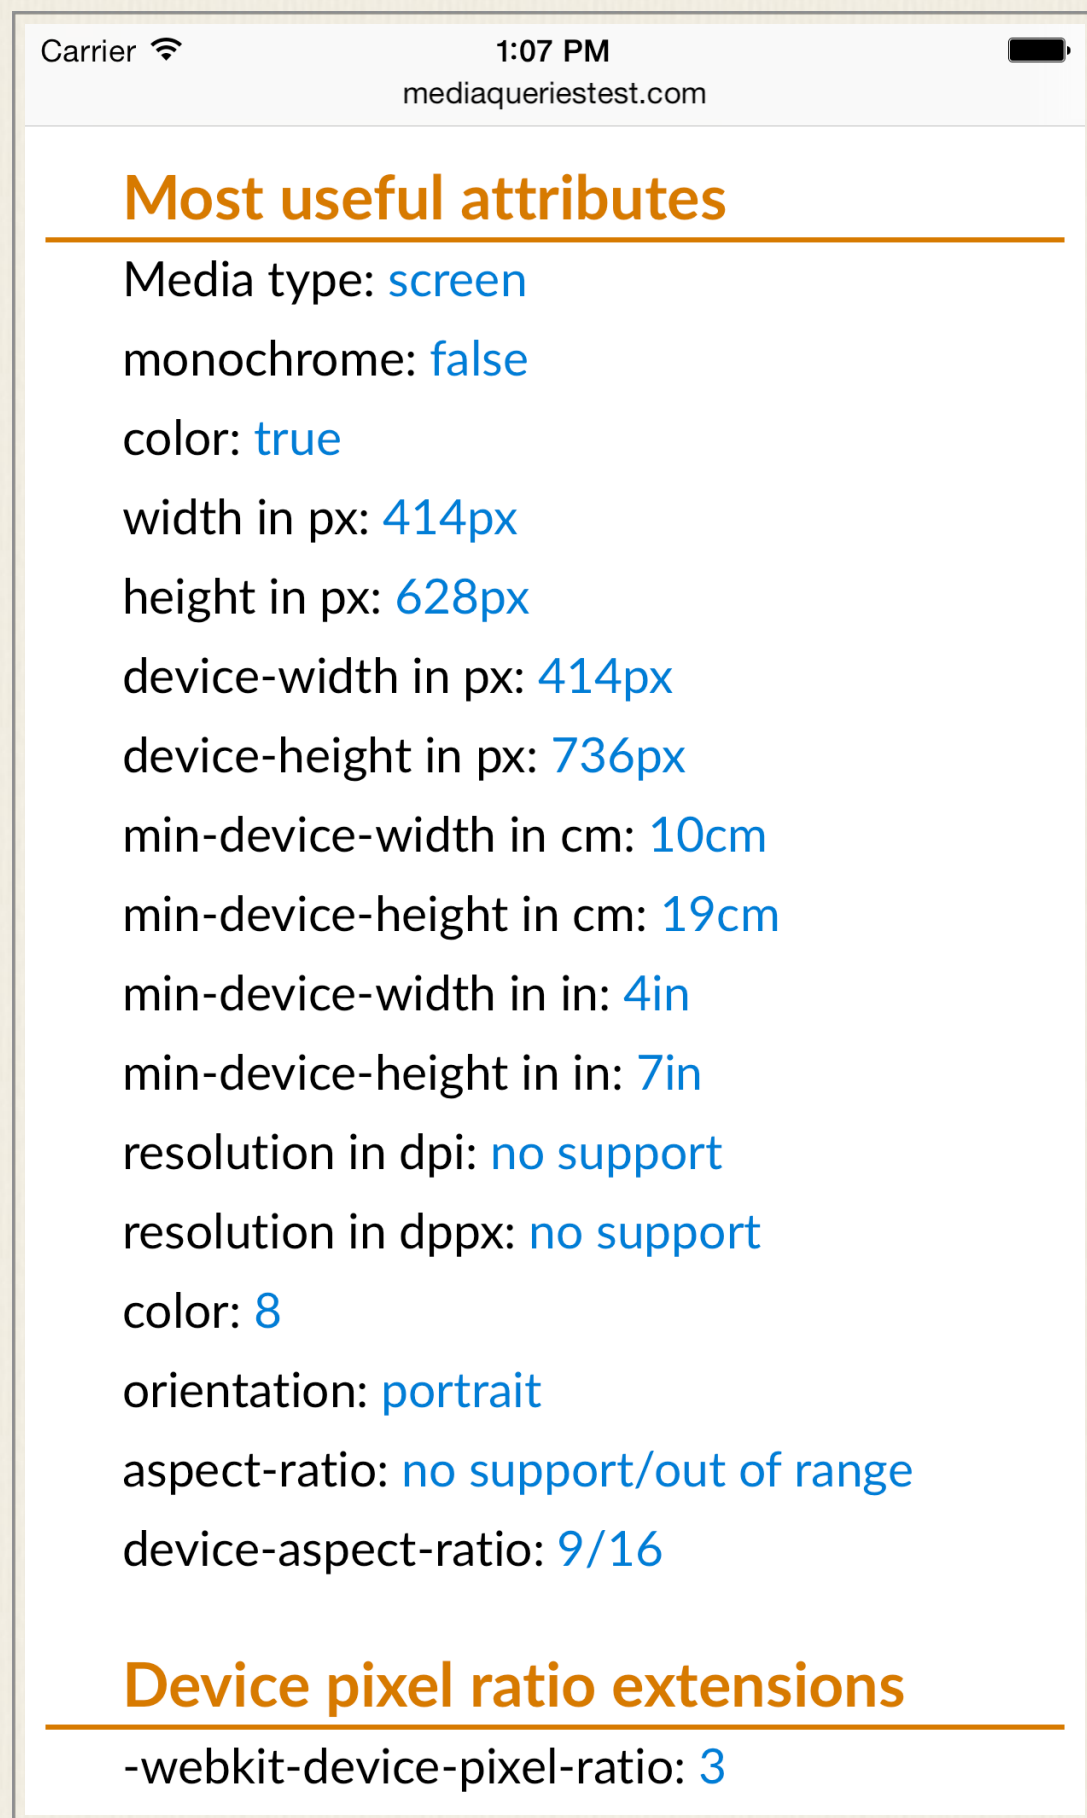 Carrier
1:07 PM
mediaqueriestest.com
Most useful attributes
Media type: screen
monochrome: false
color: true
width in px: 414px
height in px: 628px
device-width in px: 414px
device-height in px: 736px
min-device-width in cm: 10cm
min-device-height in cm: 19cm
min-device-width in in: 4in
min-device-height in in: 7in
resolution in dpi: no support
resolution in dppx: no support
color: 8
orientation: portrait
aspect-ratio: no support/out of range
device-aspect-ratio: 9/16
Device pixel ratio extensions
-webkit-device-pixel-ratio: 3